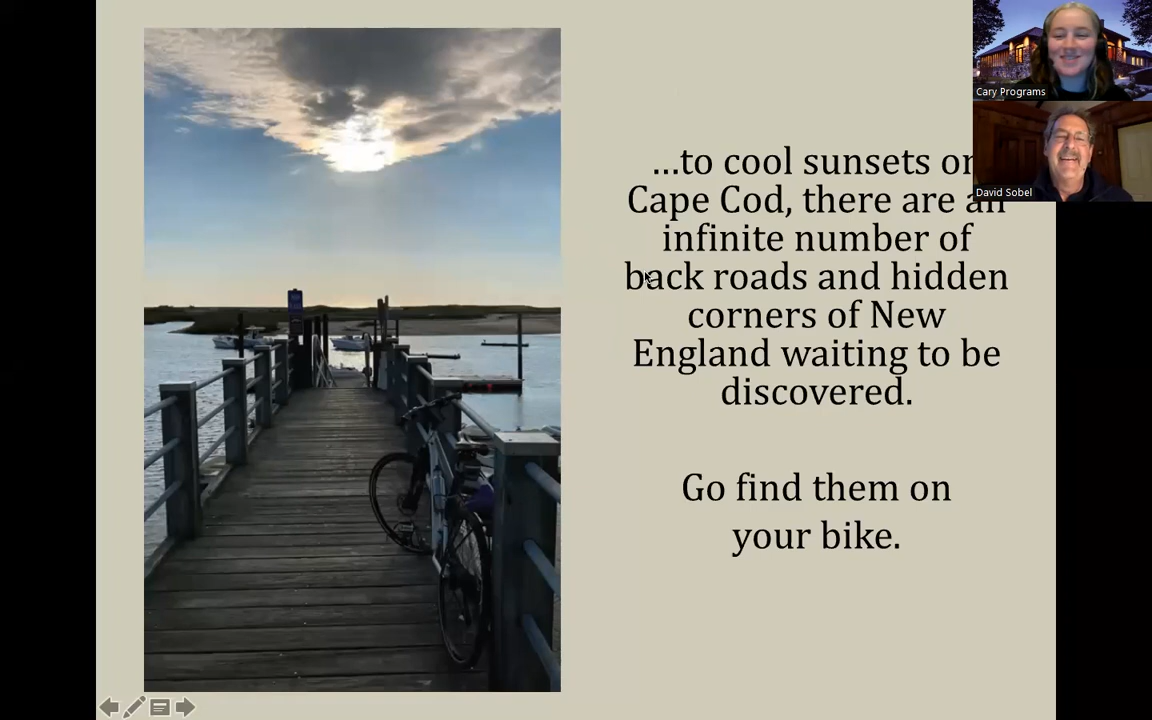 ...to cool sunsets on
Cape Cod, there are an
infinite number of
back roads and hidden
corners of New
England waiting to be
discovered.
Go find them on
your bike.
Cary Programs
David Sobel